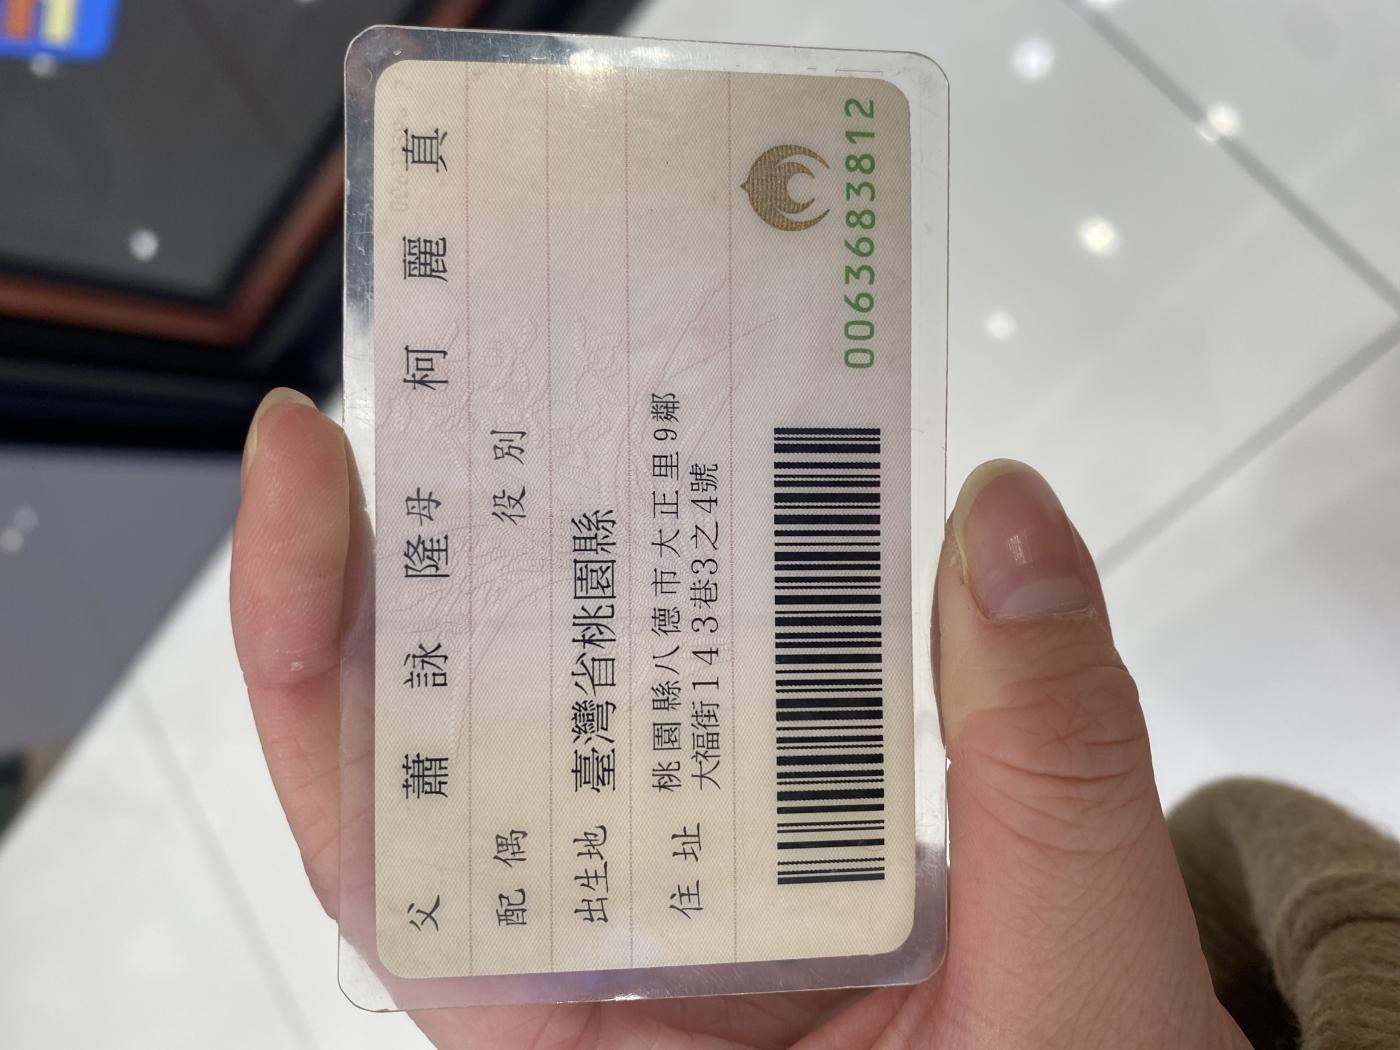 父 蕭詠隆 母 柯麗真
配偶 役別
出生地 臺灣省桃園縣
住址 桃園縣八德市大正里9鄰
大福街143巷3之4號
0063683812